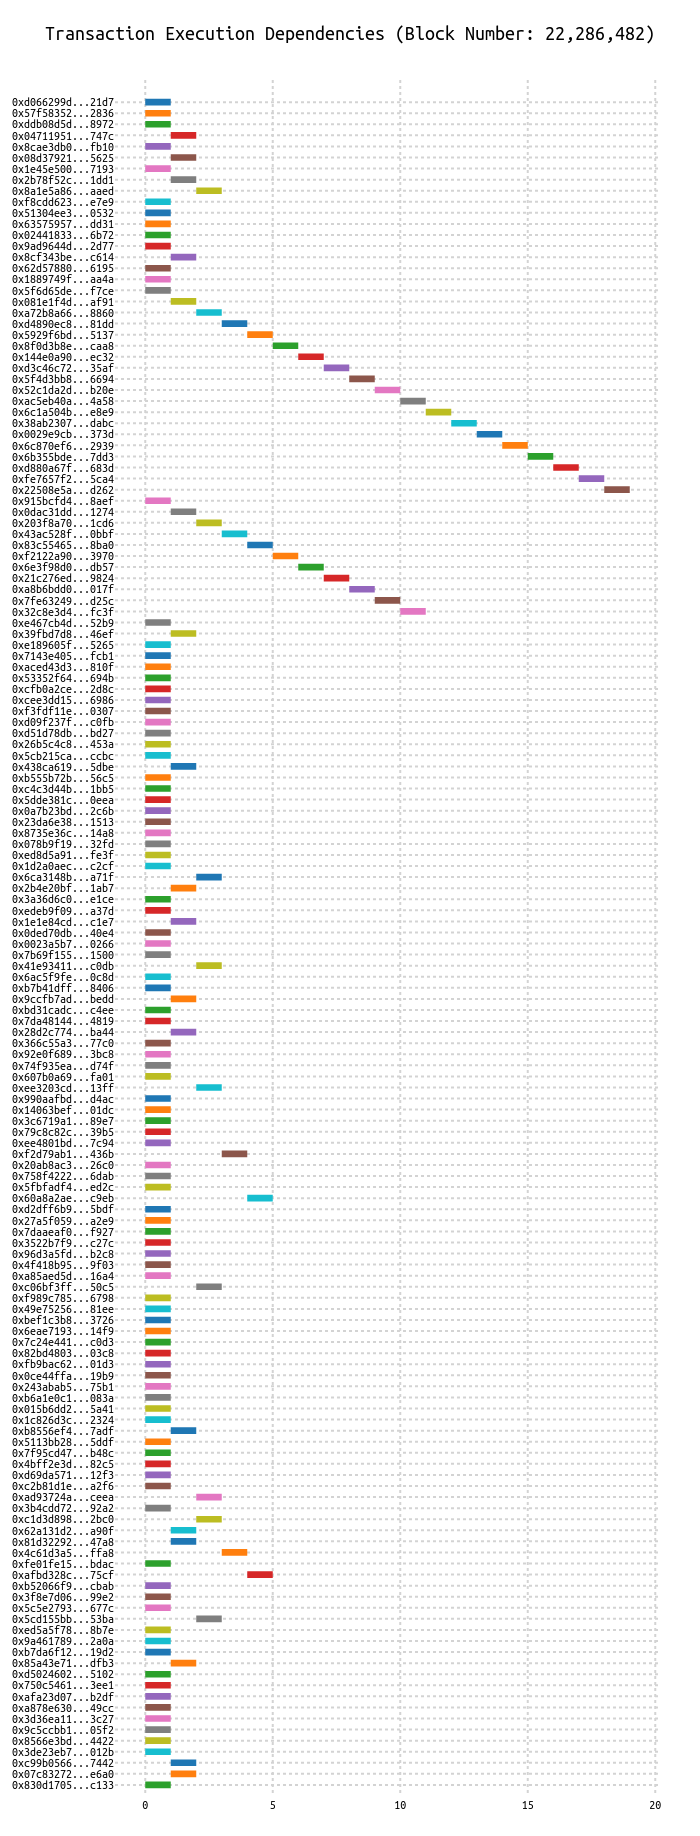 Transaction Execution Dependencies (Block Number: 22,286,482)
0xd066299d...21d7
0x57f58352...2836
0xddb08d5d...8972
0x04711951...747c
0x8cae3db0...fb10
0x08d37921...5625
0x1e45e500...7193
0x2b78f52c...1dd1
0x8a1e5a86...aaed
0xf8cdd623...e7e9
0x51304ee3...0532
0x63575957...dd31
0x02441833...6b72
0x9ad9644d...2d77
0x8cf343be...c614
0x62d57880...6195
0x1889749f...aa4a
0x5f6d65de...f7ce
0x081e1f4d...af91
0xa72b8a66...8860
0xd4890ec8...81dd
0x5929f6bd...5137
0x8f0d3b8e...caa8
0x144e0a90...ec32
0xd3c46c72...35af
0x5f4d3bb8...6694
0x52c1da2d...b20e
0xac5eb40a...4a58
0x6c1a504b...e8e9
0x38ab2307...dabc
0x0029e9cb...373d
0x6c870ef6...2939
0x6b355bde...7dd3
0xd880a67f...683d
0xfe7657f2...5ca4
0x22508e5a...d262
0x915bcfd4...8aef
0x0dac31dd...1274
0x203f8a70...1cd6
0x43ac528f...0bbf
0x83c55465...8ba0
0xf2122a90...3970
0x6e3f98d0...db57
0x21c276ed...9824
0xa8b6bdd0...017f
0x7fe63249...d25c
0x32c8e3d4...fc3f
0xe467cb4d...52b9
0x39fbd7d8...46ef
0xe189605f...5265
0x7143e405...fcb1
0xaced43d3...810f
0x53352f64...694b
0xcfb0a2ce...2d8c
0xcee3dd15...6986
0xf3fdf11e...0307
0xd09f237f...c0fb
0xd51d78db...bd27
0x26b5c4c8...453a
0x5cb215ca...ccbc
0x438ca619...5dbe
0xb555b72b...56c5
0xc4c3d44b...1bb5
0x5dde381c...0eea
0x0a7b23bd...2c6b
0x23da6e38...1513
0x8735e36c...14a8
0x078b9f19...32fd
0xed8d5a91...fe3f
0x1d2a0aec...c2cf
0x6ca3148b...a71f
0x2b4e20bf...1ab7
0x3a36d6c0...e1ce
0xedeb9f09...a37d
0x1e1e84cd...c1e7
0x0ded70db...40e4
0x0023a5b7...0266
0x7b69f155...1500
0x41e93411...c0db
0x6ac5f9fe...0c8d
0xb7b41dff...8406
0x9ccfb7ad...bedd
0xbd31cadc...c4ee
0x7da48144...4819
0x28d2c774...ba44
0x366c55a3...77c0
0x92e0f689...3bc8
0x74f935ea...d74f
0x607b0a69...fa01
0xee3203cd...13ff
0x990aafbd...d4ac
0x14063bef...01dc
0x3c6719a1...89e7
0x79c8c82c...39b5
0xee4801bd...7c94
0xf2d79ab1...436b
0x20ab8ac3...26c0
0x758f4222...6dab
0x5fbfadf4...ed2c
0x60a8a2ae...c9eb
0xd2dff6b9...5bdf
0x27a5f059...a2e9
0x7daaeaf0...f927
0x3522b7f9...c27c
0x96d3a5fd...b2c8
0x4f418b95...9f03
0xa85aed5d...16a4
0xc06bf3ff...50c5
0xf989c785...6798
0x49e75256...81ee
0xbef1c3b8...3726
0x6eae7193...14f9
0x7c24e441...c0d3
0x82bd4803...03c8
0xfb9bac62...01d3
0x0ce44ffa...19b9
0x243abab5...75b1
0xb6a1e0c1...083a
0x015b6dd2...5a41
0x1c826d3c...2324
0xb8556ef4...7adf
0x5113bb28...5ddf
0x7f95cd47...b48c
0x4bff2e3d...82c5
0xd69da571...12f3
0xc2b81d1e...a2f6
0xad93724a...ceea
0x3b4cdd72...92a2
0xc1d3d898...2bc0
0x62a131d2...a90f
0x81d32292...47a8
0x4c61d3a5...ffa8
0xfe01fe15...bdac
0xafbd328c...75cf
0xb52066f9...cbab
0x3f8e7d06...99e2
0x5c5e2793...677c
0x5cd155bb...53ba
0xed5a5f78...8b7e
0x9a461789...2a0a
0xb7da6f12...19d2
0x85a43e71...dfb3
0xd5024602...5102
0x750c5461...3ee1
0xafa23d07...b2df
0xa878e630...49cc
0x3d36ea11...3c27
0x9c5ccbb1...05f2
0x8566e3bd...4422
0x3de23eb7...012b
0xc99b0566...7442
0x07c83272...e6a0
0x830d1705...c133
0 5 10 15 20